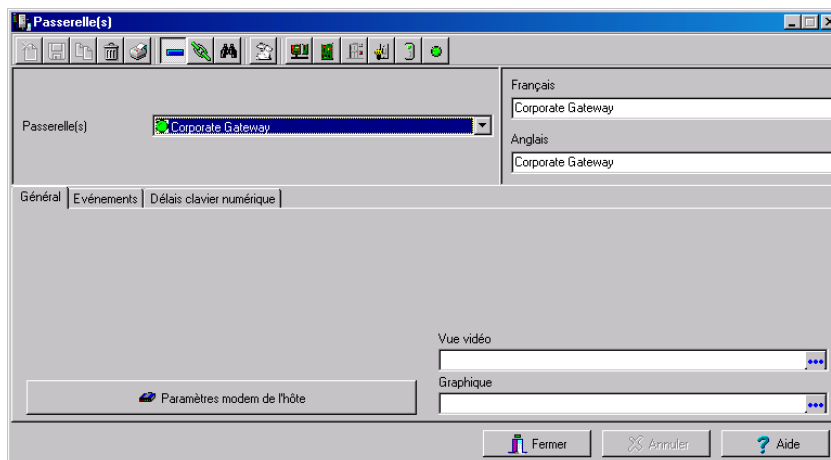 Passerelle(s)
Français
Corporate Gateway
Passerelle(s)
Corporate Gateway
Anglais
Corporate Gateway
Général
Evénements
Délais clavier numérique
Vue vidéo
Graphique
Paramètres modem de l'hôte
Fermer
Annuler
Aide